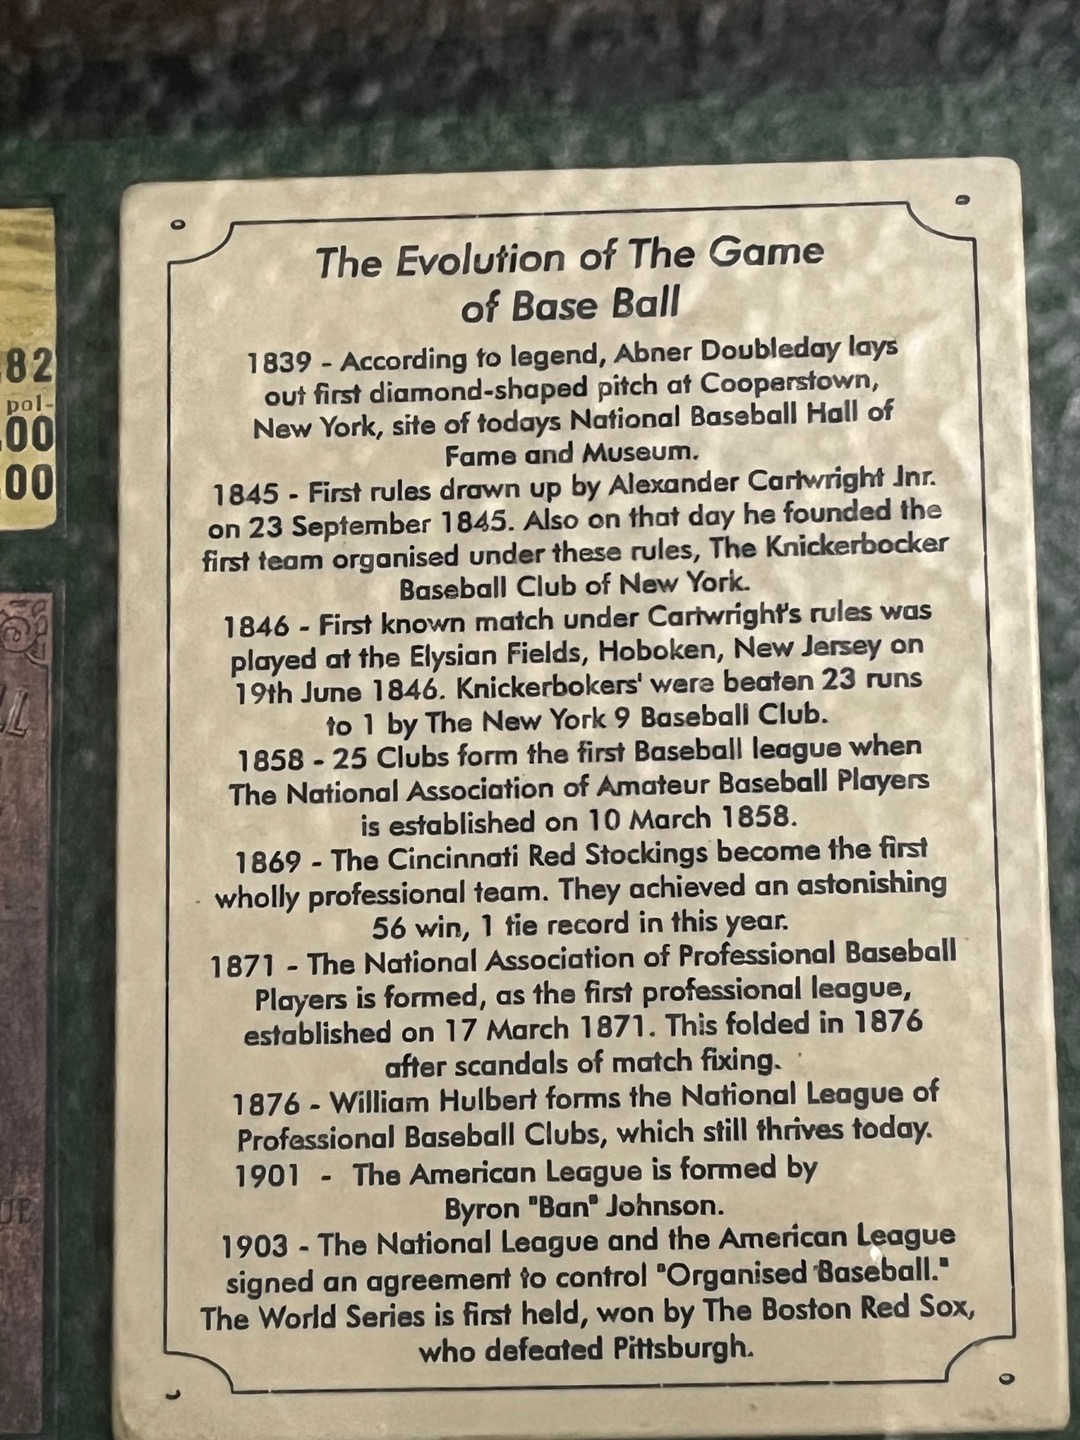 The Evolution of The Game
of Base Ball
1839 - According to legend, Abner Doubleday lays
out first diamond-shaped pitch at Cooperstown,
New York, site of todays National Baseball Hall of
Fame and Museum.
1845 - First rules drawn up by Alexander Cartwright Jnr.
on 23 September 1845. Also on that day he founded the
first team organised under these rules, The Knickerbocker
Baseball Club of New York.
1846 - First known match under Cartwright's rules was
played at the Elysian Fields, Hoboken, New Jersey on
19th June 1846. Knickerbokers' were beaten 23 runs
to 1 by The New York 9 Baseball Club.
1858 - 25 Clubs form the first Baseball league when
The National Association of Amateur Baseball Players
is established on 10 March 1858.
1869 - The Cincinnati Red Stockings become the first
wholly professional team. They achieved an astonishing
56 win, 1 tie record in this year.
1871 - The National Association of Professional Baseball
Players is formed, as the first professional league,
established on 17 March 1871. This folded in 1876
after scandals of match fixing.
1876 - William Hulbert forms the National League of
Professional Baseball Clubs, which still thrives today.
1901 - The American League is formed by
Byron "Ban" Johnson.
1903 - The National League and the American League
signed an agreement to control "Organised Baseball."
The World Series is first held, won by The Boston Red Sox,
who defeated Pittsburgh.
82
pol-
.00
.00